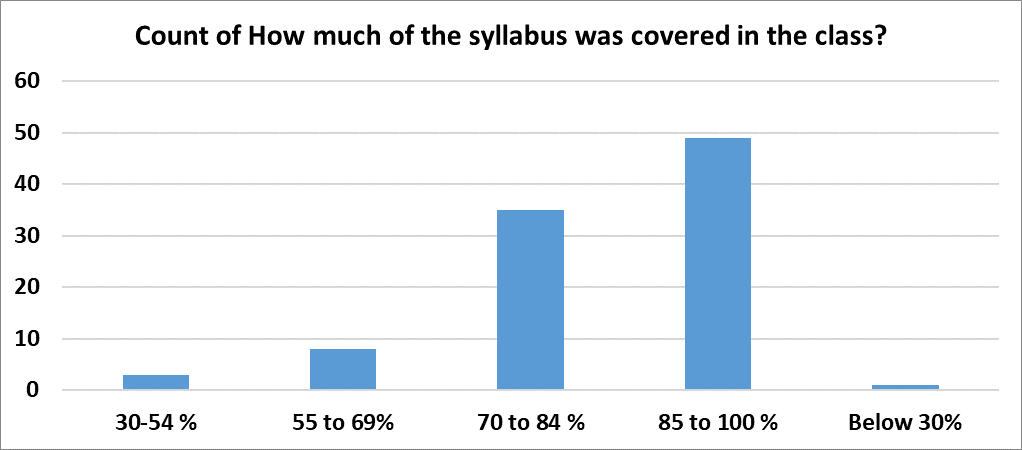 Count of How much of the syllabus was covered in the class?
60
50
40
30
20
10
0
30-54 %
55 to 69%
70 to 84 %
85 to 100 %
Below 30%